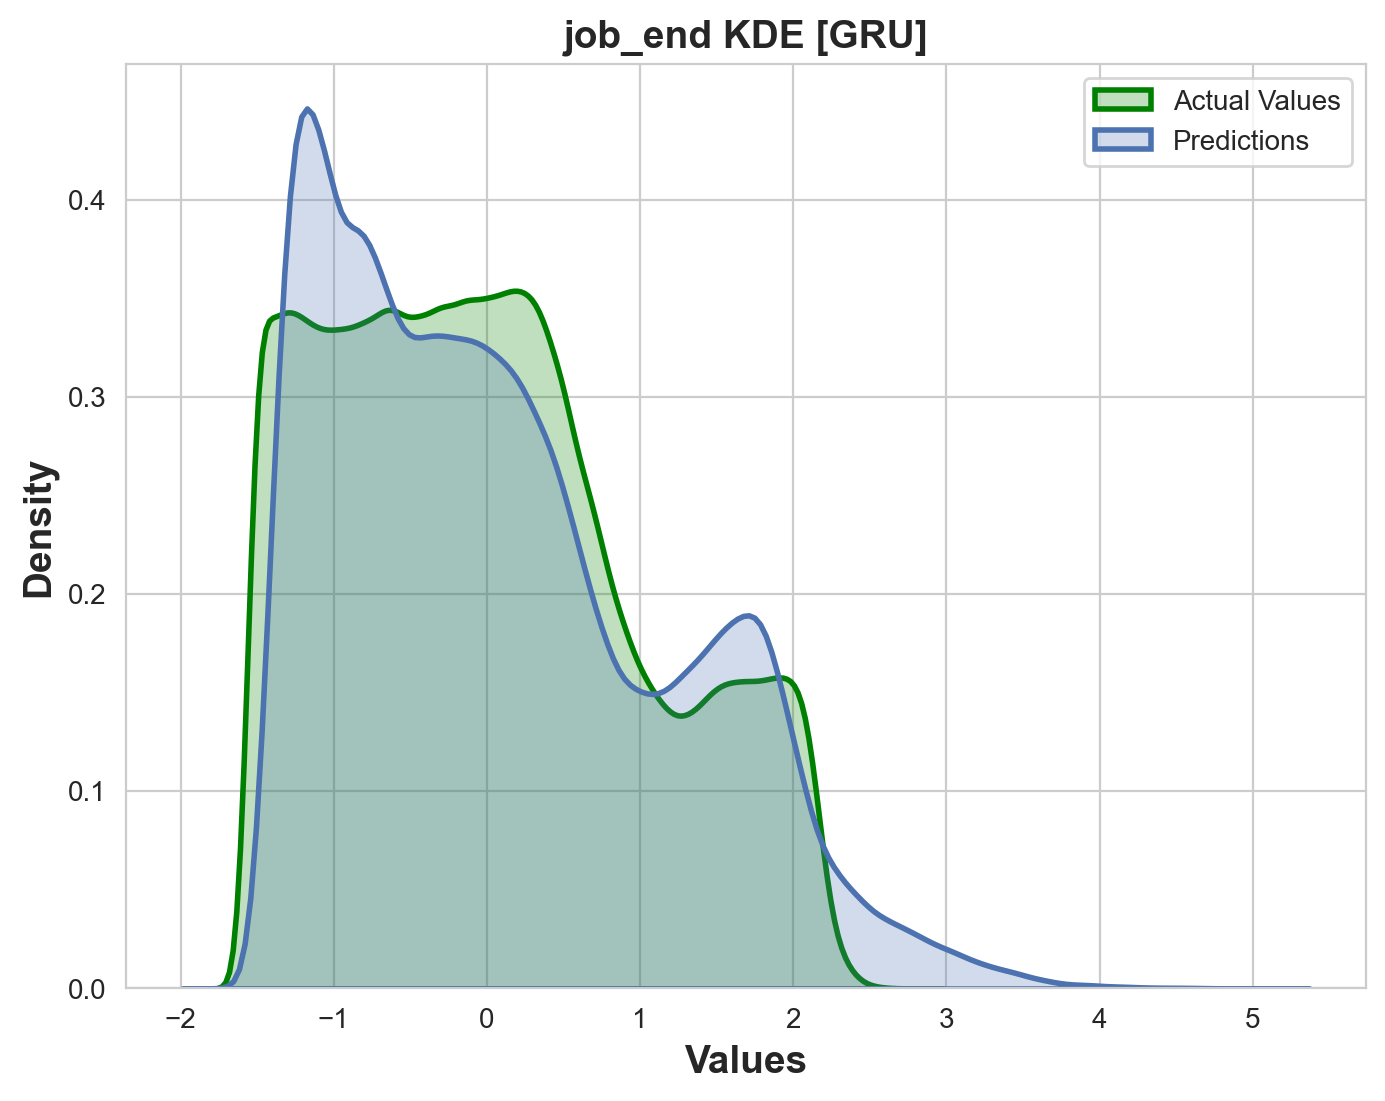 job_end KDE [GRU]
Actual Values
Predictions
Density
0.4
0.3
0.2
0.1
0.0
−2 −1 0 1 2 3 4 5
Values